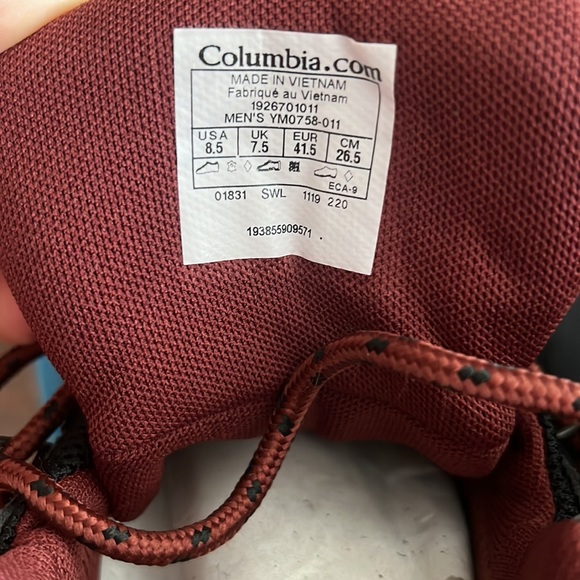 Columbia.com
MADE IN VIETNAM
Fabriqué au Vietnam
1926701011
MEN'S YM0758-011
USA UK EUR CM
8.5 7.5 41.5 26.5
ECA-9
01831 SWL 1119 220
193855909571